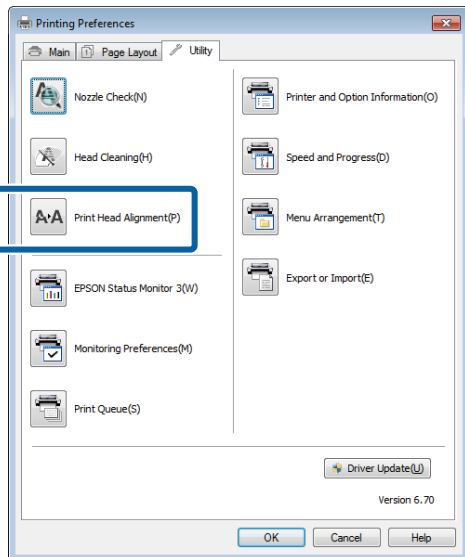 Printing Preferences
Main
1
Page Layout
Utility
Nozzle Check(N)
Head Cleaning(H)
A▸A
Print Head Alignment(P)
EPSON Status Monitor 3(W)
Monitoring Preferences(M)
Print Queue(S)
Printer and Option Information(O)
Speed and Progress(D)
Menu Arrangement(T)
Export or Import(E)
Driver Update(U)
Version 6.70
OK
Cancel
Help